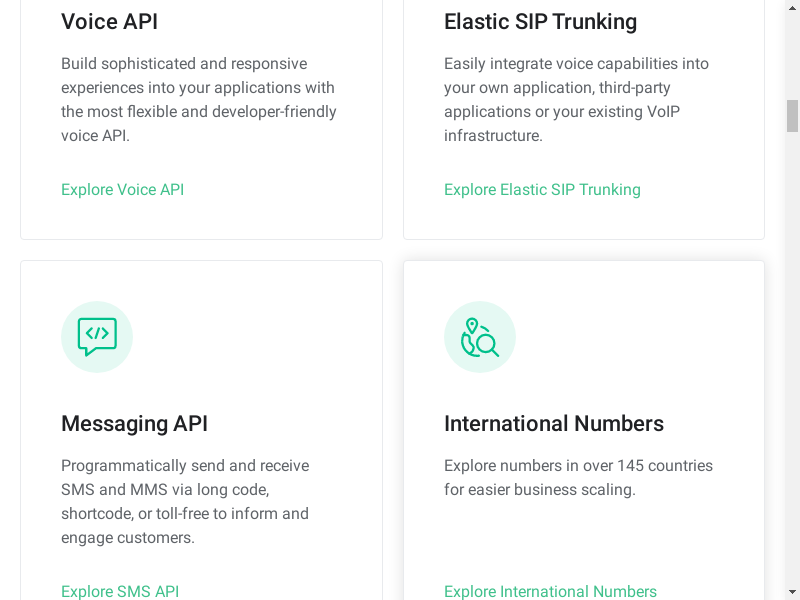 Voice API
Build sophisticated and responsive
experiences into your applications with
the most flexible and developer-friendly
voice API.
Explore Voice API
Elastic SIP Trunking
Easily integrate voice capabilities into
your own application, third-party
applications or your existing VoIP
infrastructure.
Explore Elastic SIP Trunking
Messaging API
Programmatically send and receive
SMS and MMS via long code,
shortcode, or toll-free to inform and
engage customers.
Explore SMS API
International Numbers
Explore numbers in over 145 countries
for easier business scaling.
Explore International Numbers